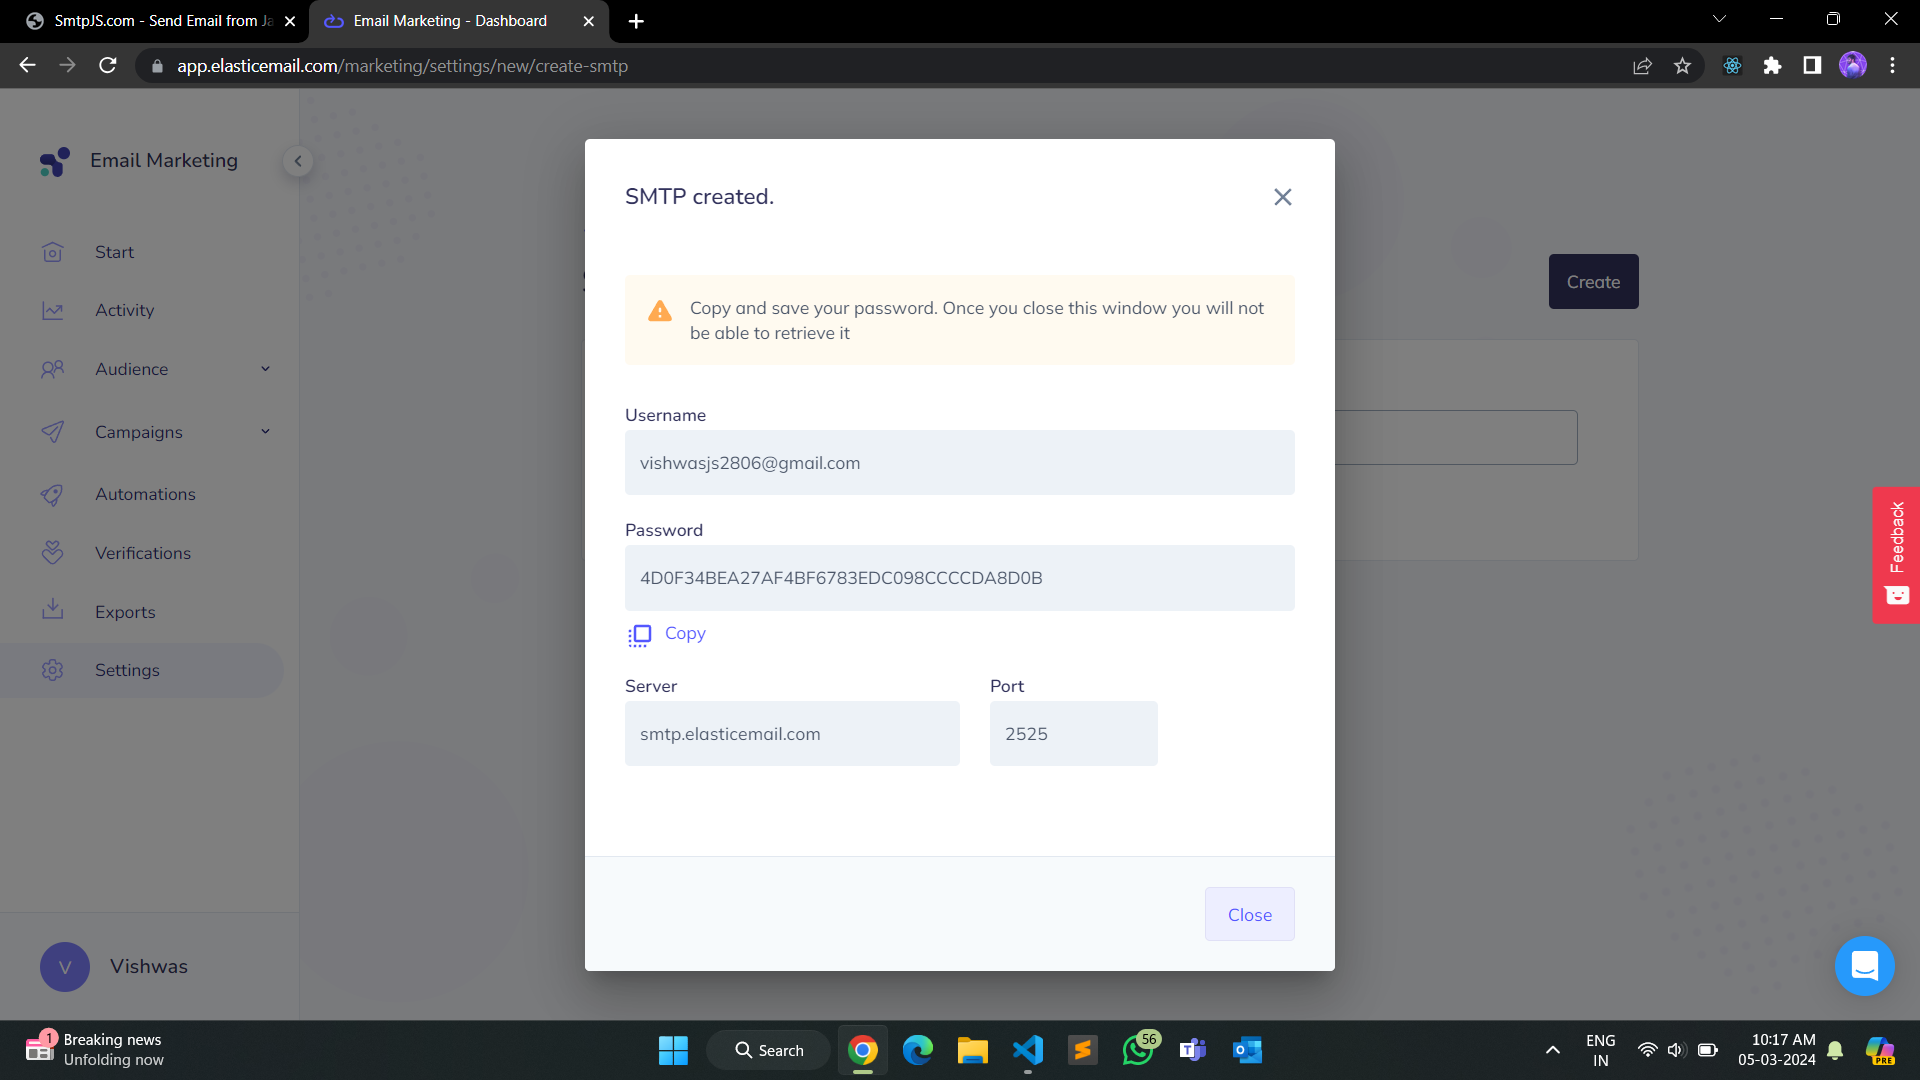 SmtpJS.com - Send Email from Ja
Email Marketing - Dashboard
app.elasticemail.com/marketing/settings/new/create-smtp
Email Marketing
Start
Activity
Audience
Campaigns
Automations
Verifications
Exports
Settings
V
Vishwas
SMTP created.
Copy and save your password. Once you close this window you will not
be able to retrieve it
Username
vishwasjs2806@gmail.com
Password
4D0F34BEA27AF4BF6783EDC098CCCCDA8D0B
Copy
Server
Port
smtp.elasticemail.com
2525
Close
Create
Feedback
1
Breaking news
Unfolding now
Search
56
ENG
IN
10:17 AM
05-03-2024
PRE